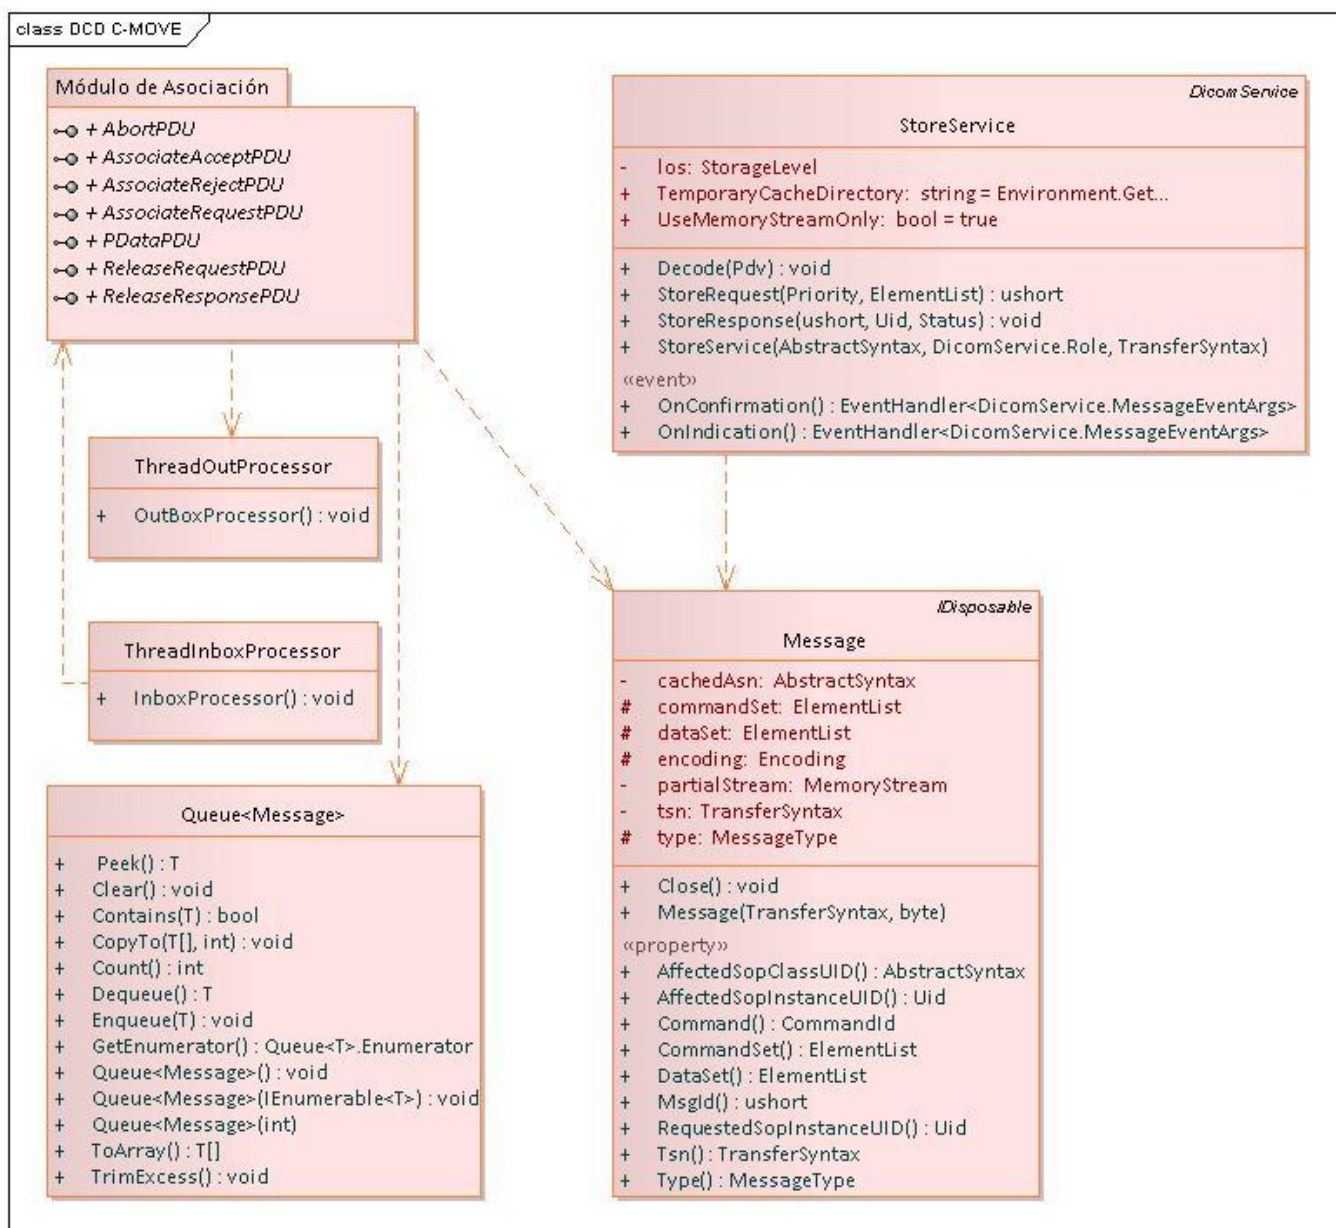 class DCD C-MOVE
Módulo de Asociación
+ AbortPDU
+ AssociateAcceptPDU
+ AssociateRejectPDU
+ AssociateRequestPDU
+ PDataPDU
+ ReleaseRequestPDU
+ ReleaseResponsePDU
DicomService
StoreService
- los: StorageLevel
+ TemporaryCacheDirectory: string = Environment.Get...
+ UseMemoryStreamOnly: bool = true
+ Decode(Pdv) : void
+ StoreRequest(Priority, ElementList) : ushort
+ StoreResponse(ushort, Uid, Status) : void
+ StoreService(AbstractSyntax, DicomService.Role, TransferSyntax)
«event»
+ OnConfirmation() : EventHandler<DicomService.MessageEventArgs>
+ OnIndication() : EventHandler<DicomService.MessageEventArgs>
ThreadOutProcessor
+ OutBoxProcessor() : void
ThreadInboxProcessor
+ InboxProcessor() : void
Queue<Message>
+ Peek() : T
+ Clear() : void
+ Contains(T) : bool
+ CopyTo(T[], int) : void
+ Count() : int
+ Dequeue() : T
+ Enqueue(T) : void
+ GetEnumerator() : Queue<T>.Enumerator
+ Queue<Message>() : void
+ Queue<Message>(IEnumerable<T>) : void
+ Queue<Message>(int)
+ ToArray() : T[]
+ TrimExcess() : void
IDisposable
Message
- cachedAsn: AbstractSyntax
# commandSet: ElementList
# dataSet: ElementList
# encoding: Encoding
- partialStream: MemoryStream
- tsn: TransferSyntax
# type: MessageType
+ Close() : void
+ Message(TransferSyntax, byte)
«property»
+ AffectedSopClassUID() : AbstractSyntax
+ AffectedSopInstanceUID() : Uid
+ Command() : CommandId
+ CommandSet() : ElementList
+ DataSet() : ElementList
+ MsgId() : ushort
+ RequestedSopInstanceUID() : Uid
+ Tsn() : TransferSyntax
+ Type() : MessageType